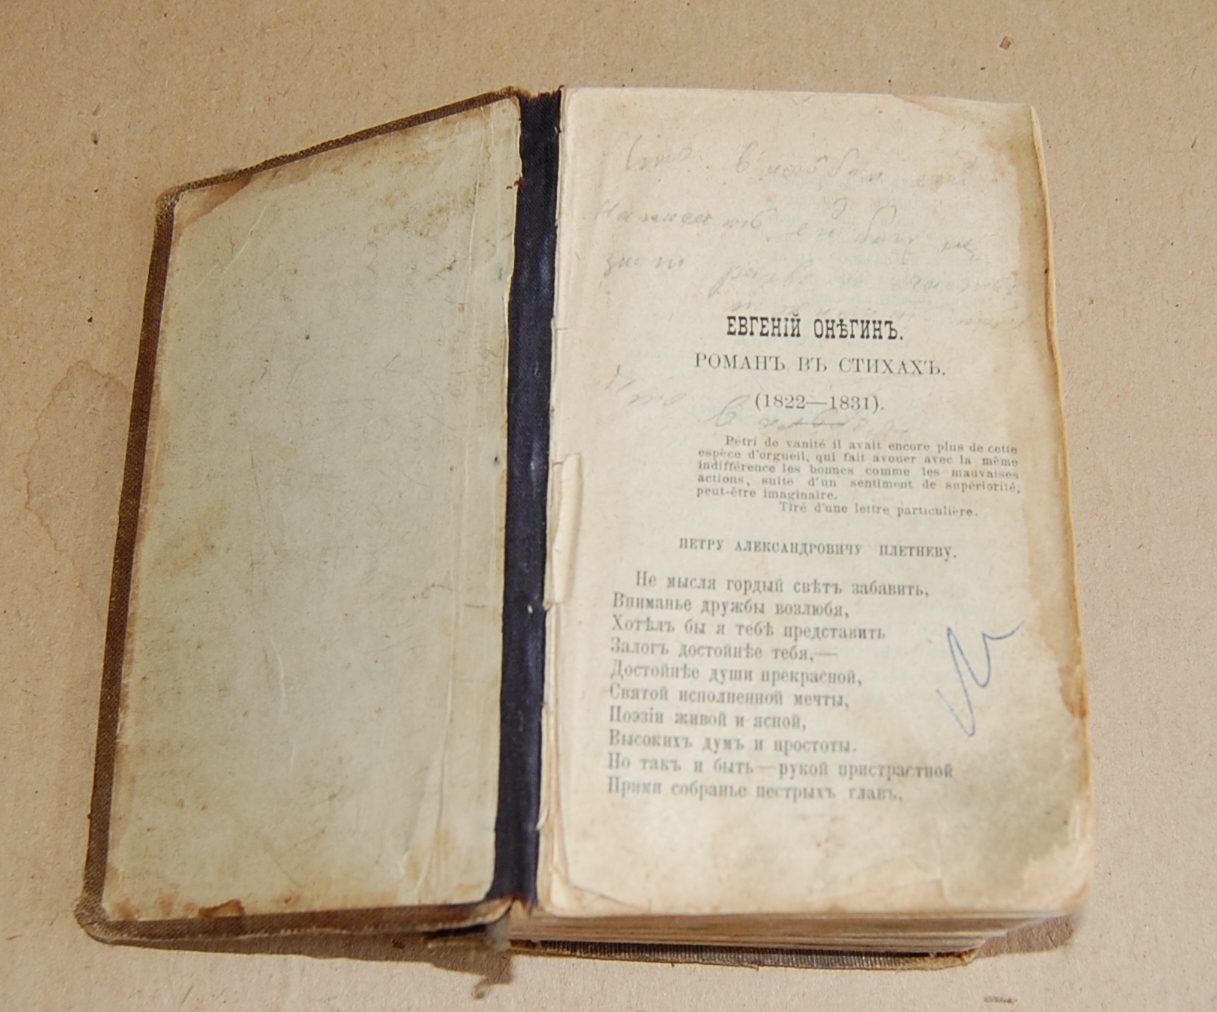 в
написать
ЕВГЕНІЙ ОНѢГИНЪ.
РОМАНЪ ВЪ СТИХАХЪ.
(1822—1831).
в
Pétri de vanité il avait encore plus de cette
espèce d'orgueil, qui fait avouer avec la même
indifférence les bonnes comme les mauvaises
actions, suite d'un sentiment de supériorité,
peut-être imaginaire.
Tiré d'une lettre particulière.
ПЕТРУ АЛЕКСАНДРОВИЧУ ПЛЕТНЕВУ.
Не мысля гордый свѣтъ забавить,
Вниманье дружбы возлюбя,
Хотѣлъ бы я тебѣ представить
Залогъ достойнѣе тебя,—
Достойнѣе души прекрасной,
Святой исполненной мечты,
Поэзіи живой и ясной,
Высокихъ думъ и простоты.
Но такъ и быть—рукой пристрастной
Прими собранье пестрыхъ главъ,